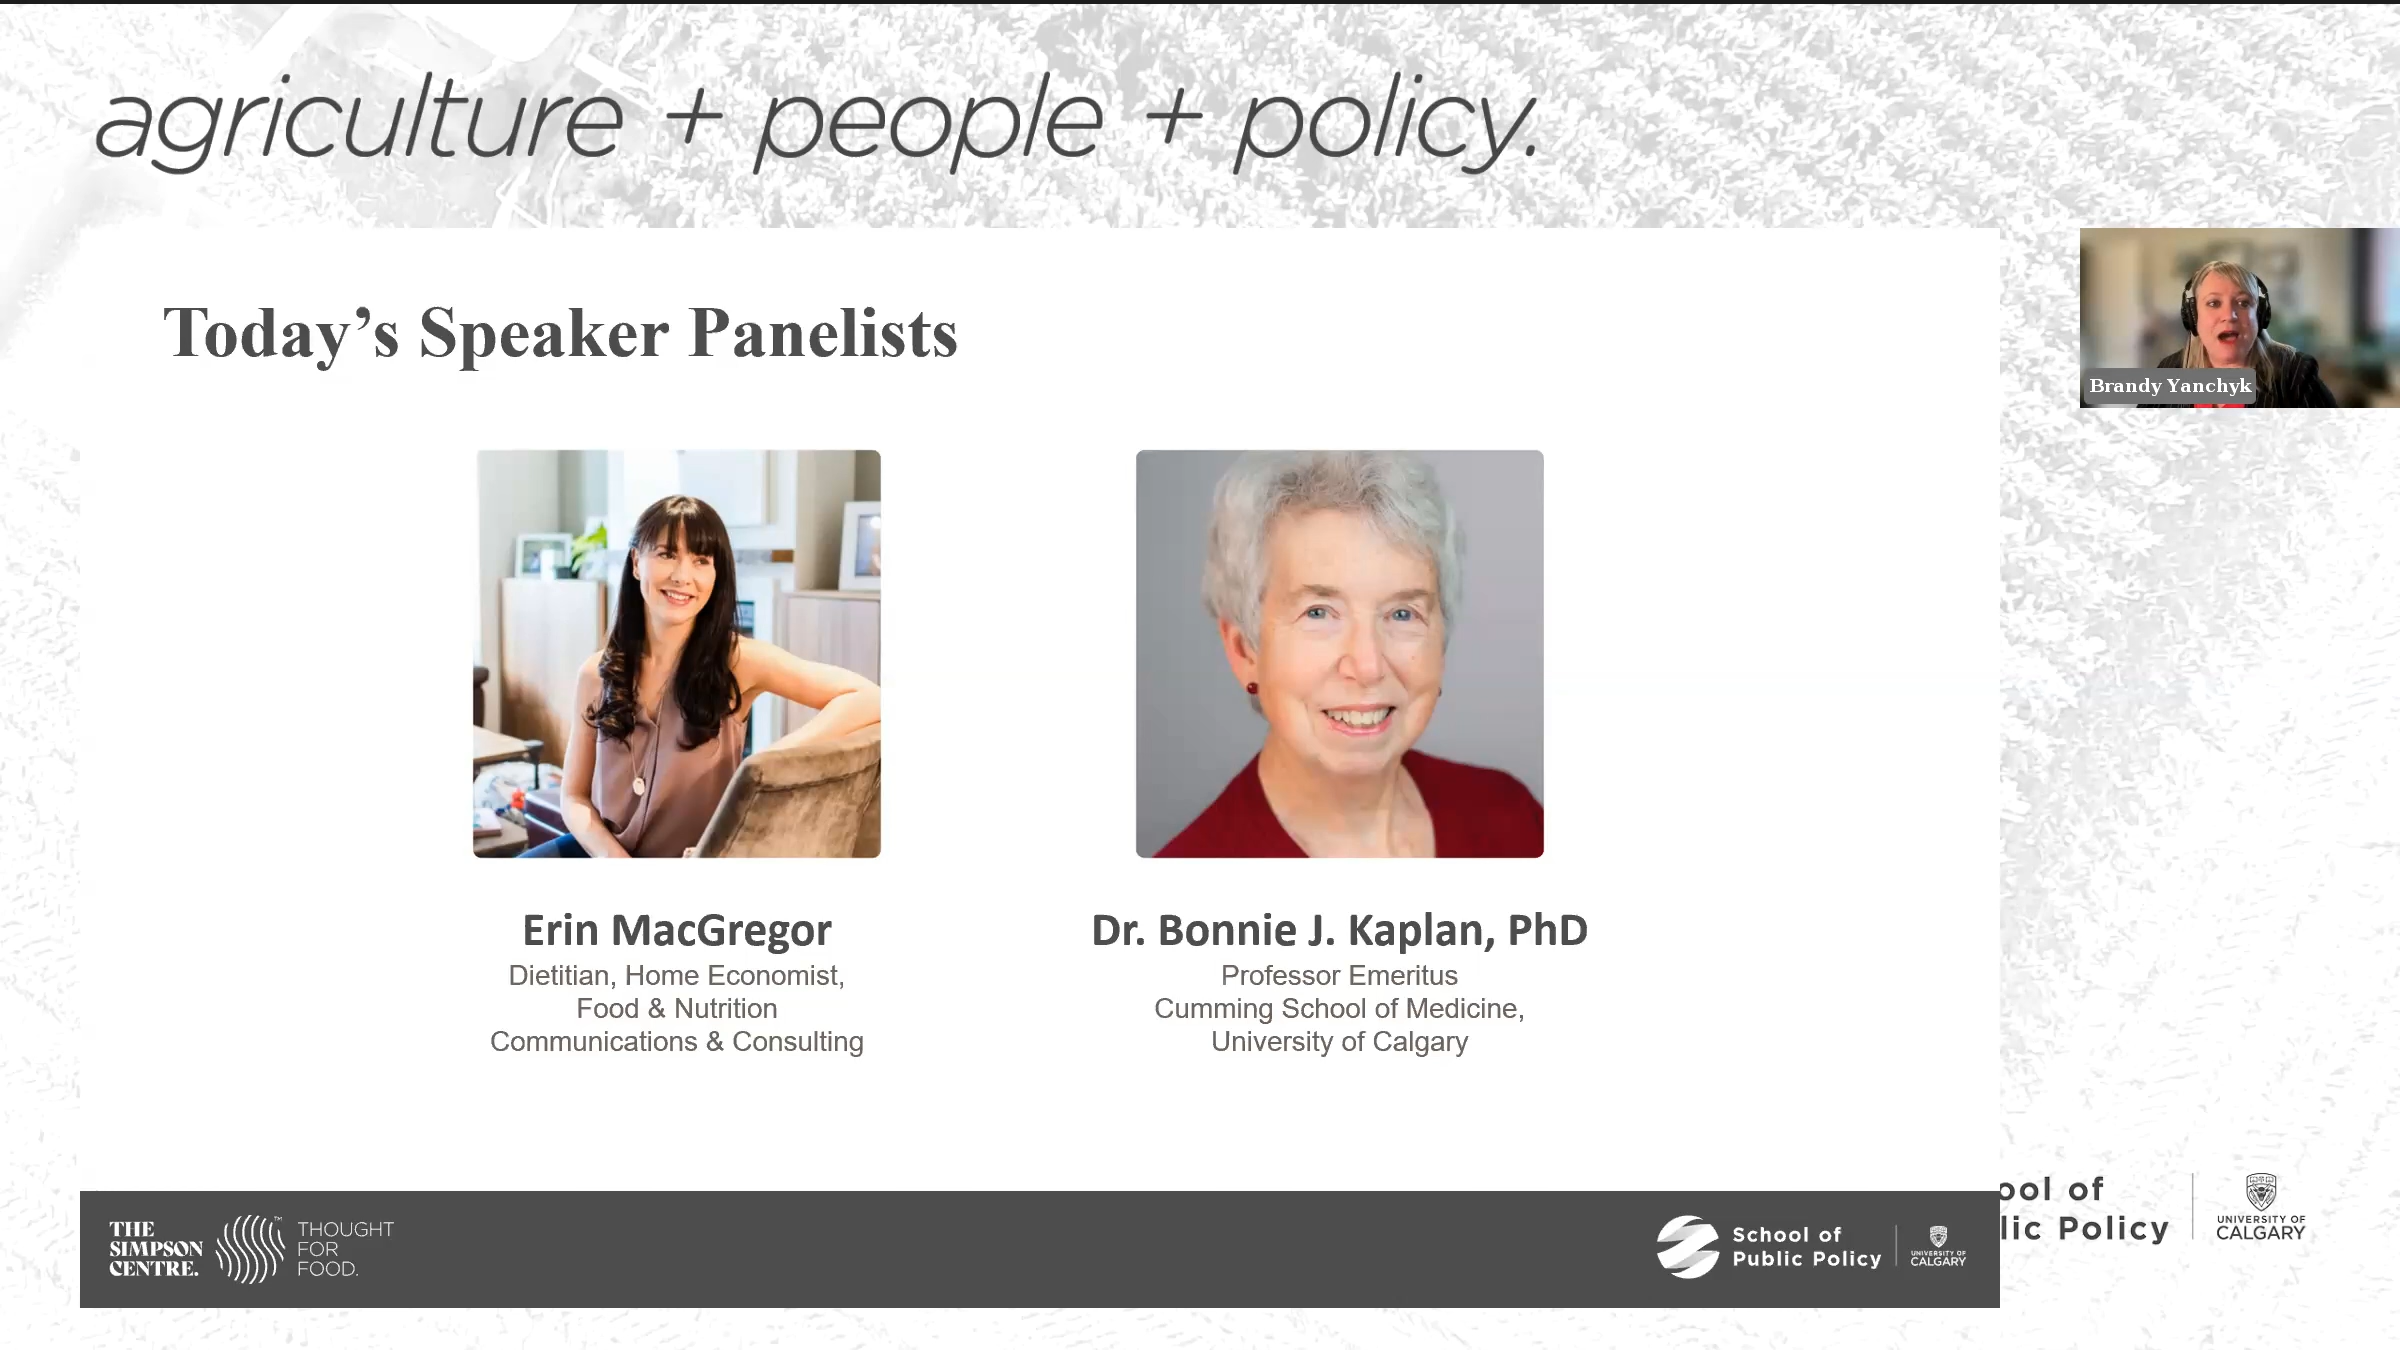 agriculture + people + policy.
Today’s Speaker Panelists
Brandy Yanchyk
Erin MacGregor
Dietitian, Home Economist,
Food & Nutrition
Communications & Consulting
Dr. Bonnie J. Kaplan, PhD
Professor Emeritus
Cumming School of Medicine,
University of Calgary
THE
SIMPSON
CENTRE.
™
THOUGHT
FOR
FOOD.
School of
Public Policy
UNIVERSITY OF
CALGARY
ool of
lic Policy
UNIVERSITY OF
CALGARY